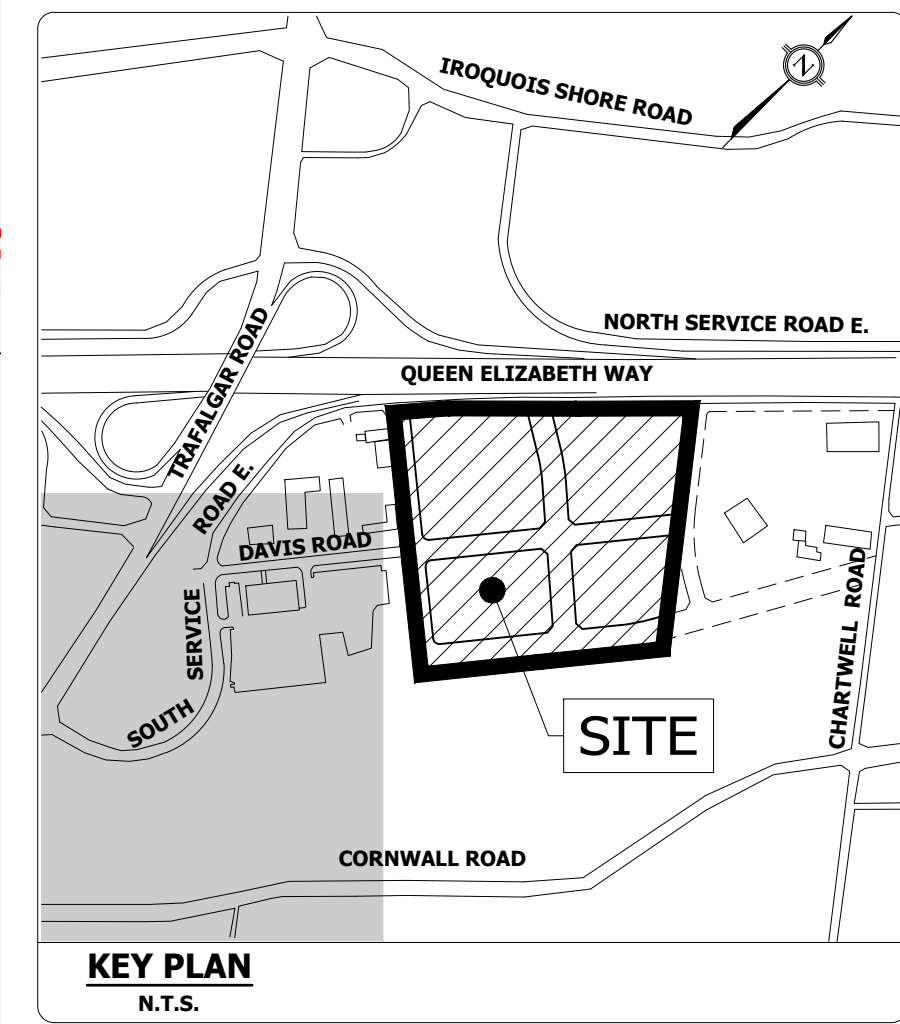 IROQUOIS SHORE ROAD
N
NORTH SERVICE ROAD E.
QUEEN ELIZABETH WAY
TRAFALGAR ROAD
SOUTH SERVICE ROAD E.
DAVIS ROAD
CHARTWELL ROAD
SITE
CORNWALL ROAD
KEY PLAN
N.T.S.